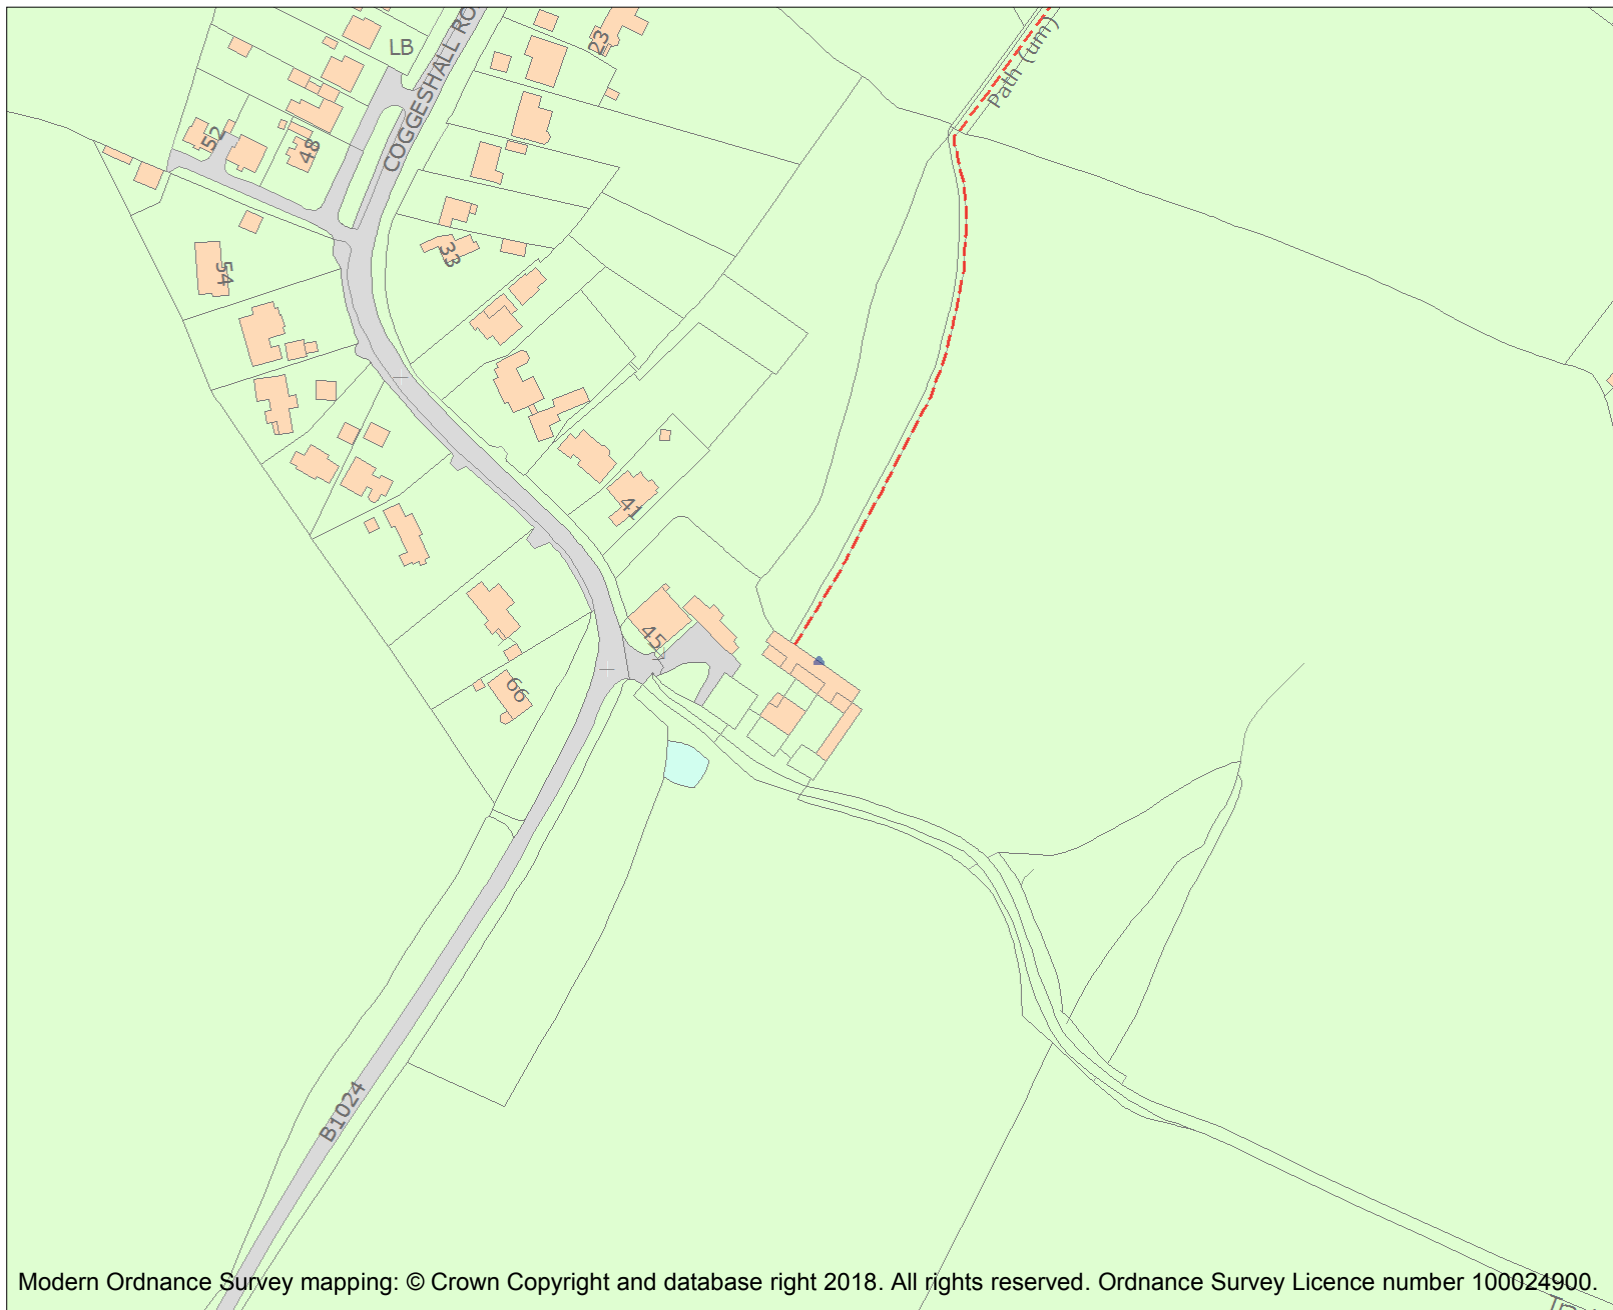 LB
COGGESHALL RO
23
Path (um)
52
48
33
54
41
45
66
B1024
Modern Ordnance Survey mapping: © Crown Copyright and database right 2018. All rights reserved. Ordnance Survey Licence number 100024900.